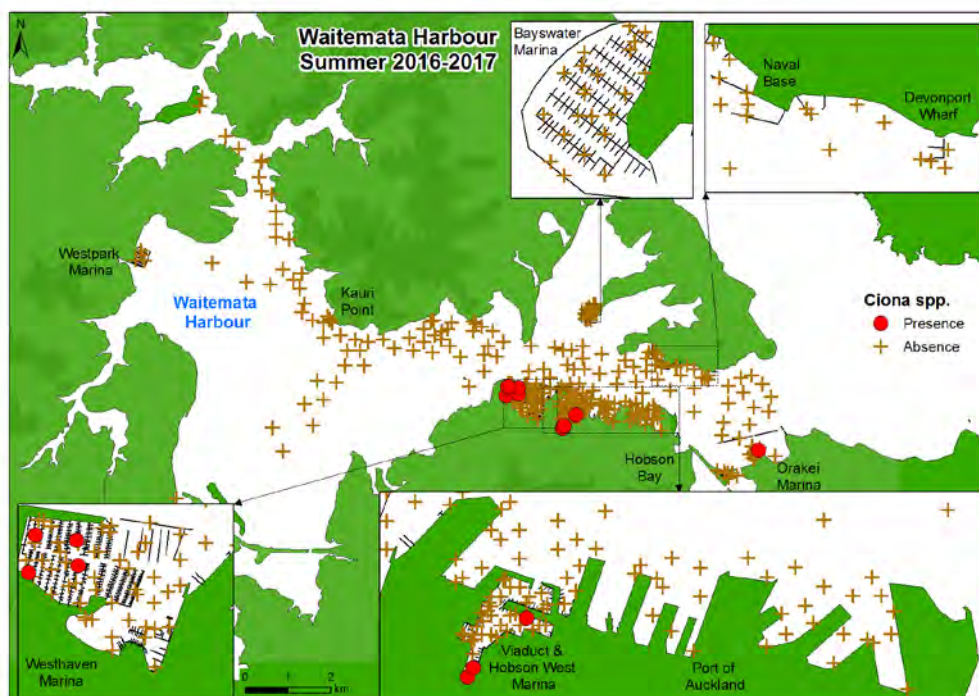 N
Waitemata Harbour
Summer 2016-2017
Bayswater
Marina
Naval
Base
Devonport
Wharf
Westpark
Marina
Waitemata
Harbour
Kauri
Point
Ciona spp.
Presence
Absence
Hobson
Bay
Orakei
Marina
Westhaven
Marina
0 1 2
km
Viaduct &
Hobson West
Marina
Port of
Auckland